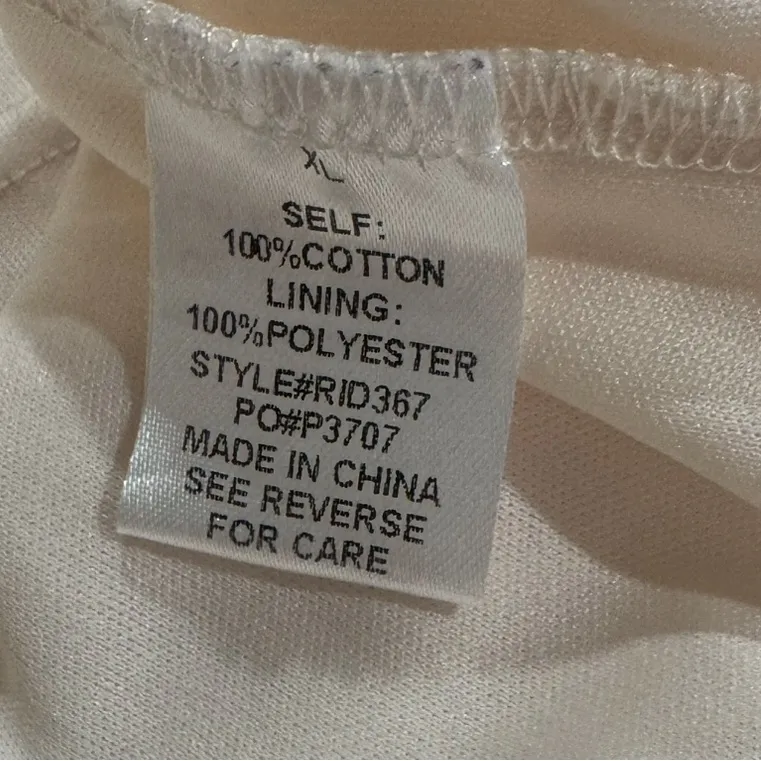 XL
SELF:
100%COTTON
LINING:
100%POLYESTER
STYLE#RID367
PO#P3707
MADE IN CHINA
SEE REVERSE
FOR CARE